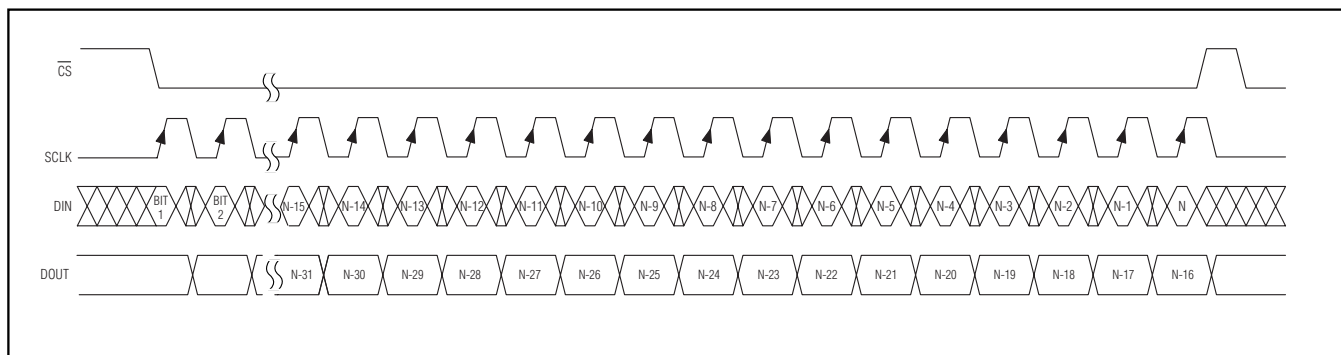 CS
SCLK
DIN BIT 1 BIT 2 N-15 N-14 N-13 N-12 N-11 N-10 N-9 N-8 N-7 N-6 N-5 N-4 N-3 N-2 N-1 N
DOUT N-31 N-30 N-29 N-28 N-27 N-26 N-25 N-24 N-23 N-22 N-21 N-20 N-19 N-18 N-17 N-16